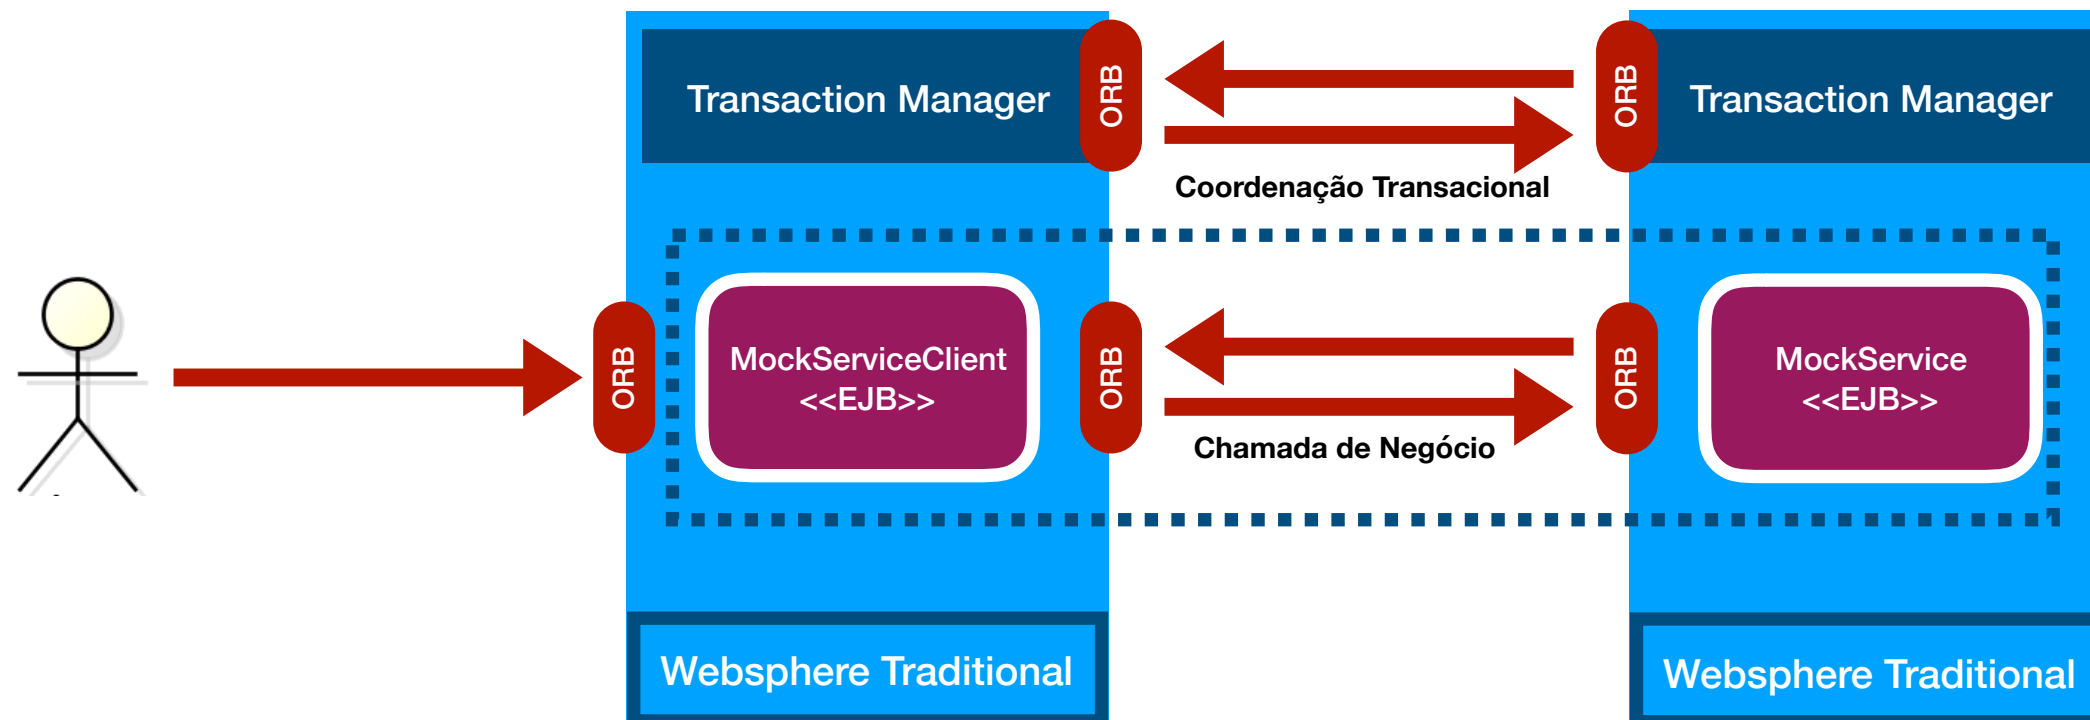 Transaction Manager
ORB
ORB
Transaction Manager
Coordenação Transacional
ORB
MockServiceClient
<<EJB>>
ORB
ORB
MockService
<<EJB>>
Chamada de Negócio
Websphere Traditional
Websphere Traditional